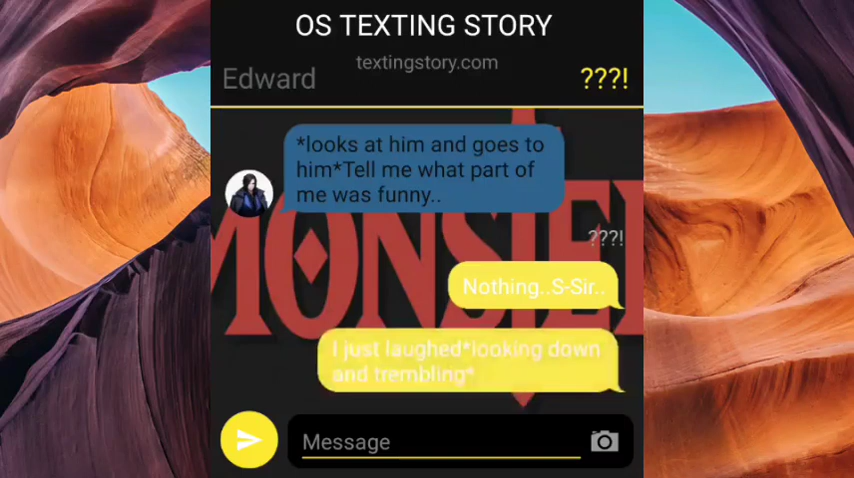 OS TEXTING STORY
textingstory.com
Edward
???!
*looks at him and goes to
him*Tell me what part of
me was funny..
MONSTER
???!
Nothing..S-Sir..
I just laughed*looking down
and trembling*
Message